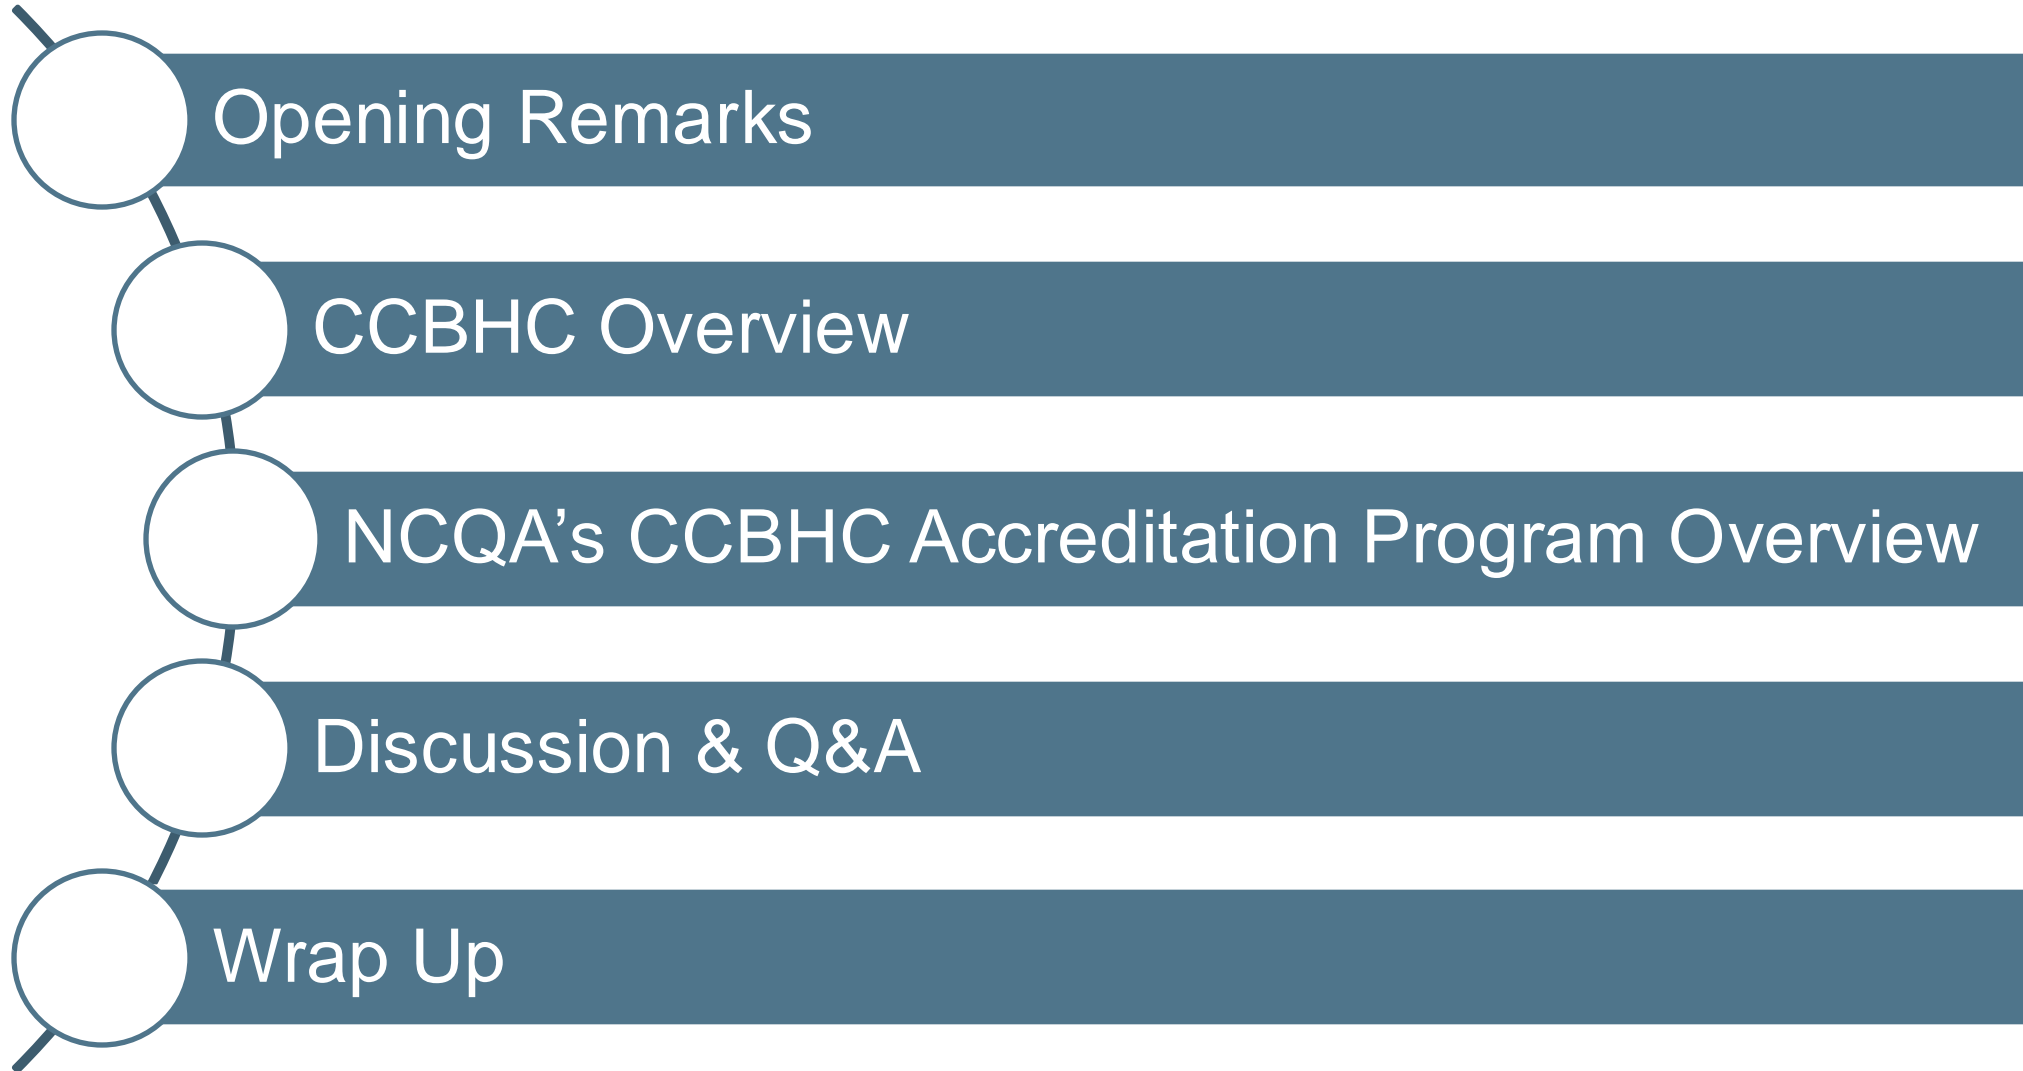 Opening Remarks
CCBHC Overview
NCQA’s CCBHC Accreditation Program Overview
Discussion & Q&A
Wrap Up